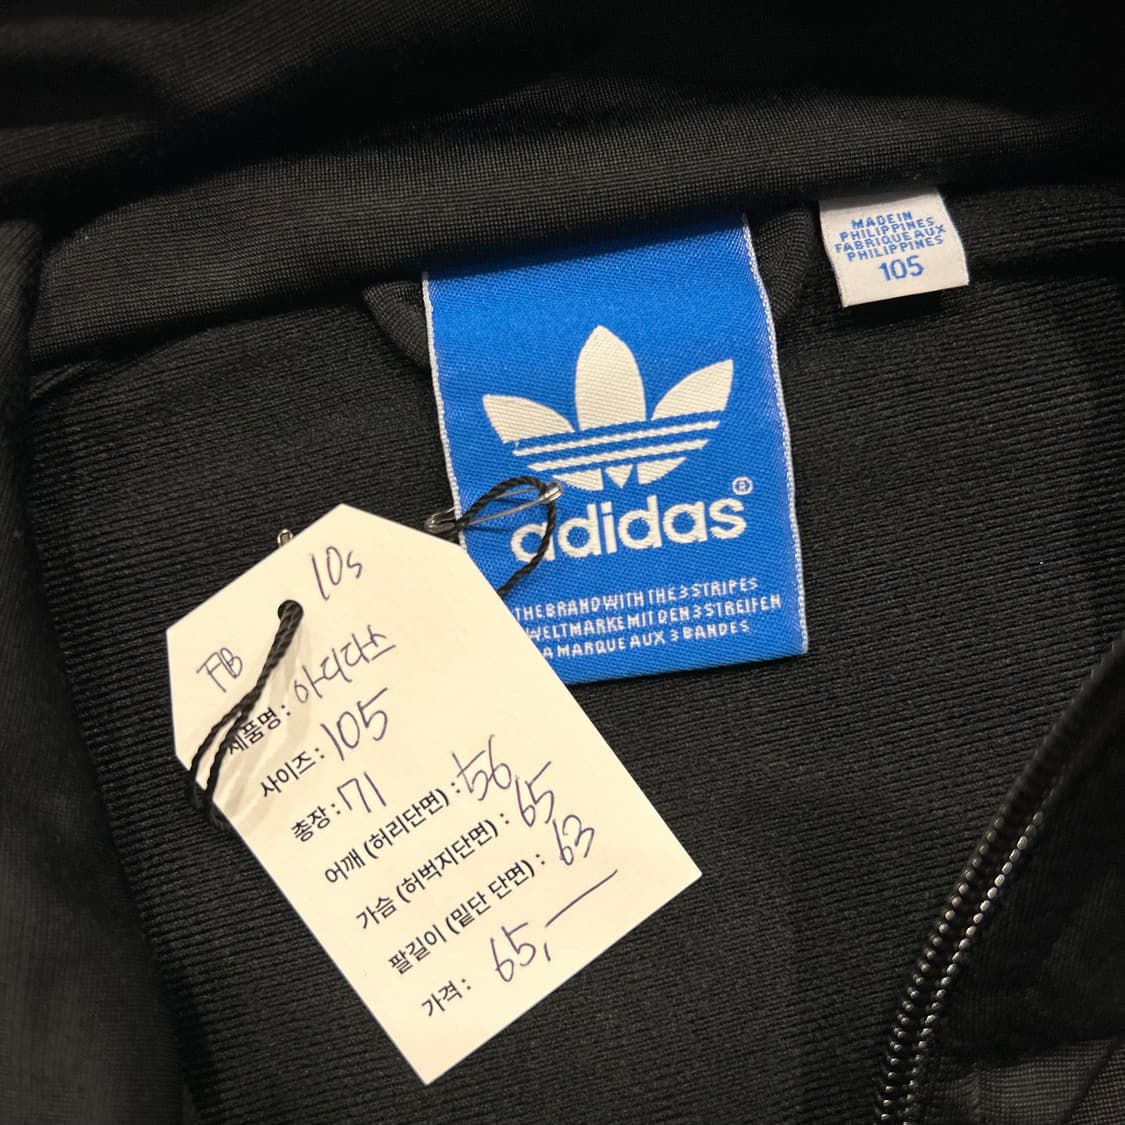 MADE IN
PHILIPPINES
FABRIQUE AUX
PHILIPPINES
105
adidas®
THE BRAND WITH THE 3 STRIPES
WELTMARKE MIT DEN 3 STREIFEN
LA MARQUE AUX 3 BANDES
10s
제품명: 아디다스
사이즈: 105
총장: 71
어깨 (허리단면) : 56
가슴 (허벅지단면) : 65
팔길이 (밑단 단면) : 63
가격: 65,—